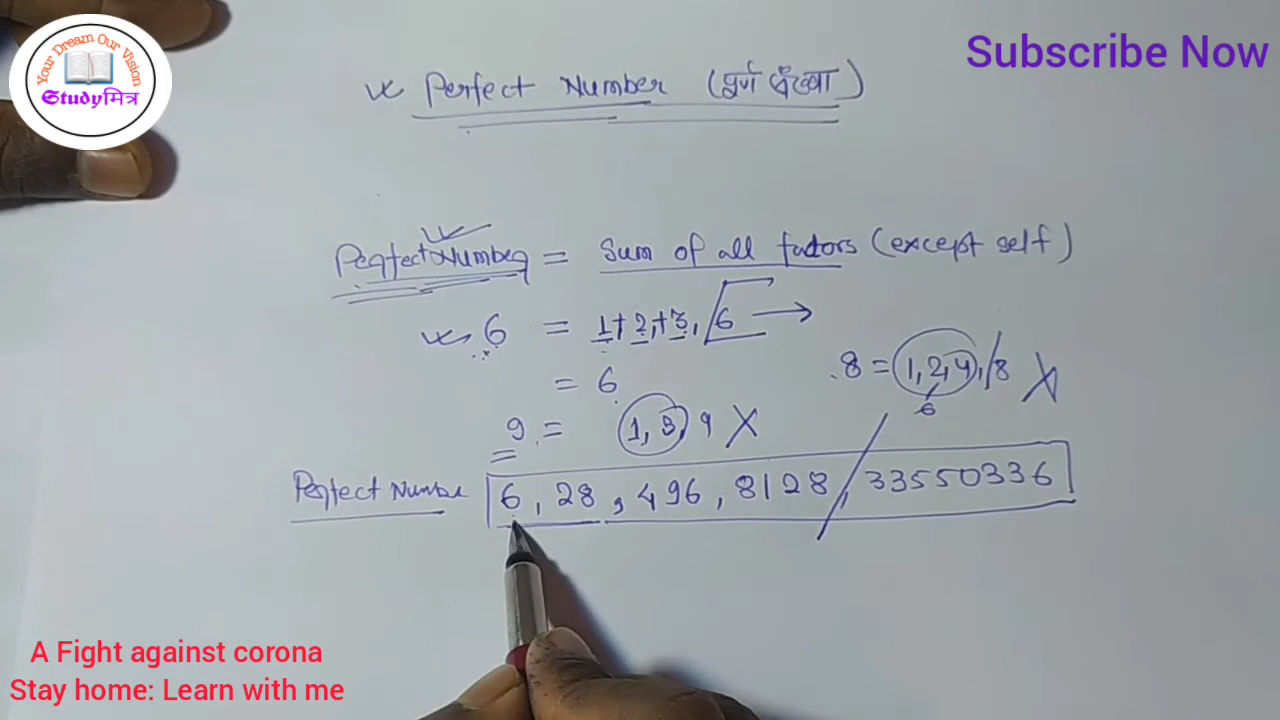 Your Dream Our Vision
Studyमित्र
Subscribe Now
Perfect Number (पूर्ण संख्या)
Perfect Number = Sum of all factors (except self)
6 = 1+2,+3, 6 →
= 6
8 = 1, 2, 4, 8 X
6
9 = 1, 3, 9 X
Perfect Numbe 6, 28, 496, 8128, 33550336
A Fight against corona
Stay home: Learn with me